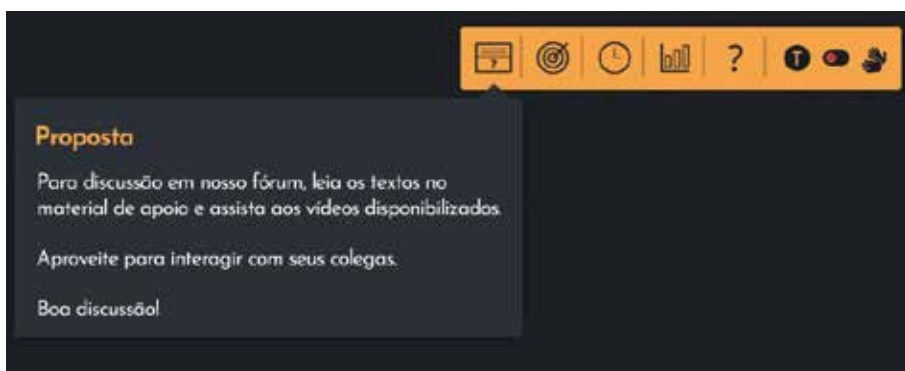 ?
?
T
Proposta
Para discussão em nosso fórum, leia os textos no
material de apoio e assista aos vídeos disponibilizados.
Aproveite para interagir com seus colegas.
Boa discussão!